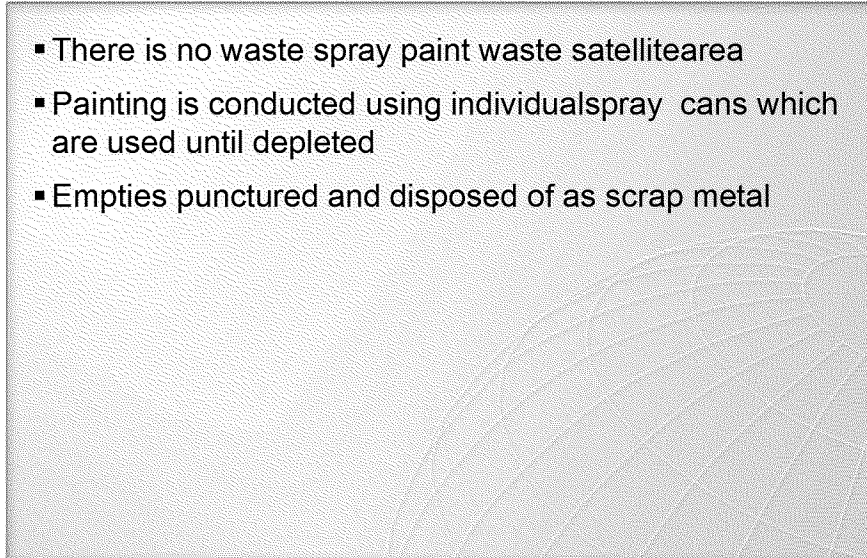 ▪ There is no waste spray paint waste satellitearea
▪ Painting is conducted using individualspray  cans which
are used until depleted
▪ Empties punctured and disposed of as scrap metal